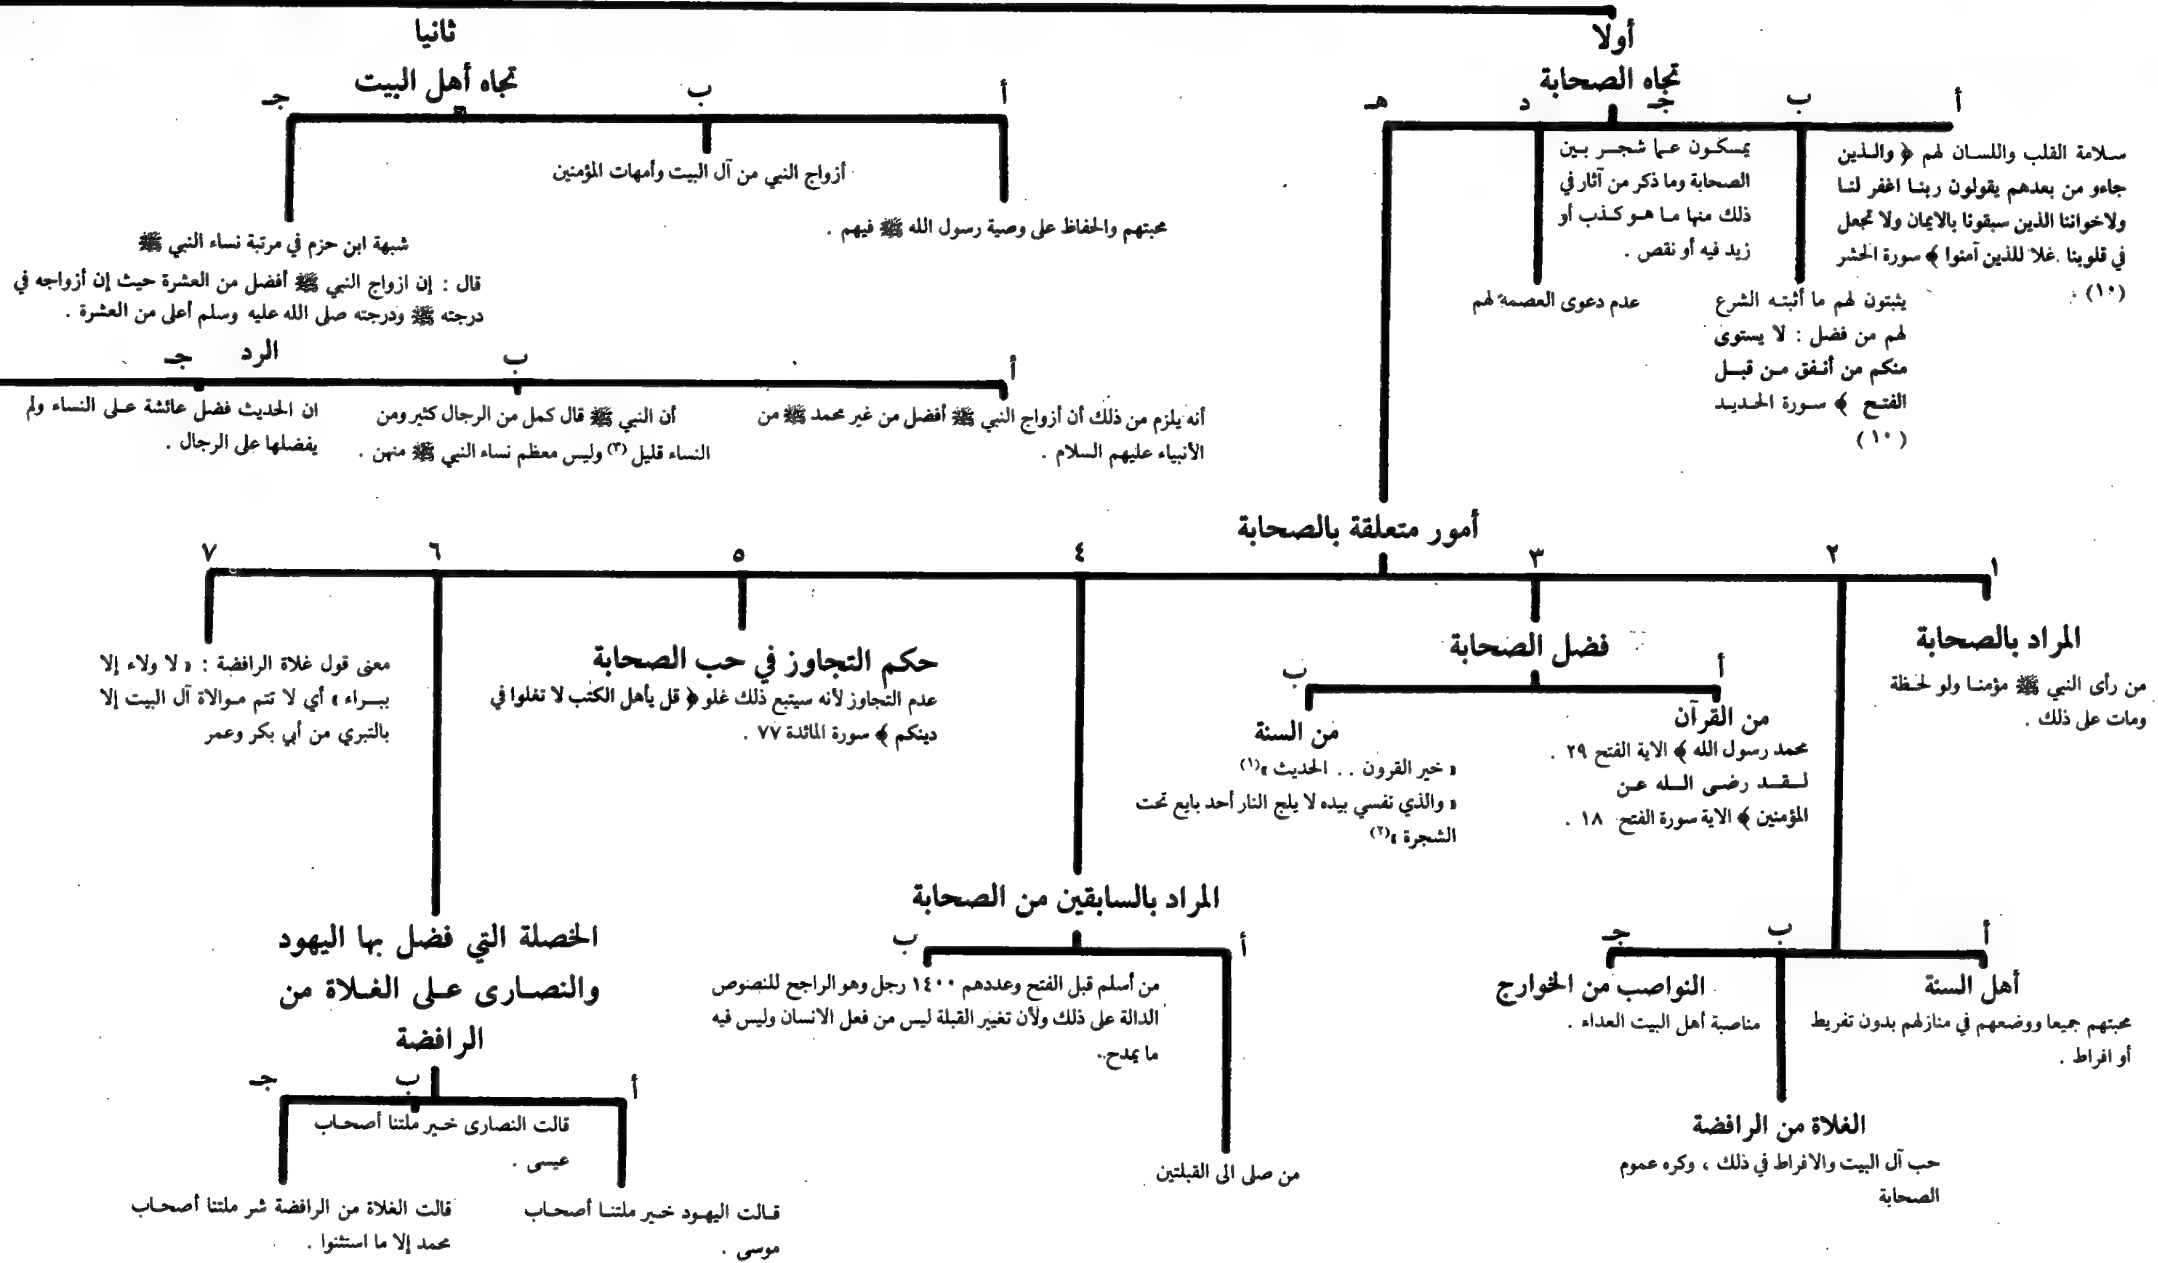 أولا
تجاه الصحابة
أ
سلامة القلب واللسان لهم ﴿ والذين
جاءو من بعدهم يقولون ربنا اغفر لنا
ولاخواننا الذين سبقونا بالايمان ولا تجعل
في قلوبنا غلا للذين آمنوا ﴾ سورة الحشر
(١٠) .
ب
يثبتون لهم ما أثبته الشرع
لهم من فضل : لا يستوى
منكم من أنفق من قبل
الفتح ﴾ سورة الحديد
(١٠)
جـ
يمسكون عما شجر بين
الصحابة وما ذكر من آثار في
ذلك منها ما هو كذب أو
زيد فيه أو نقص .
د
عدم دعوى العصمة لهم
هـ
أمور متعلقة بالصحابة
ثانيا
تجاه أهل البيت
أ
محبتهم والحفاظ على وصية رسول الله ﷺ فيهم .
ب
أزواج النبي من آل البيت وأمهات المؤمنين
جـ
شبهة ابن حزم في مرتبة نساء النبي ﷺ
قال : إن ازواج النبي ﷺ أفضل من العشرة حيث إن أزواجه في
درجته ﷺ ودرجته صلى الله عليه وسلم أعلى من العشرة .
الرد
أ
أنه يلزم من ذلك أن أزواج النبي ﷺ أفضل من غير محمد ﷺ من
الأنبياء عليهم السلام .
ب
أن النبي ﷺ قال كمل من الرجال كثير ومن
النساء قليل (٣) وليس معظم نساء النبي ﷺ منهن .
جـ
ان الحديث فضل عائشة على النساء ولم
يفضلها على الرجال .
١
المراد بالصحابة
من رأى النبي ﷺ مؤمنا ولو لحظة
ومات على ذلك .
٢
أ
أهل السنة
محبتهم جميعا ووضعهم في منازلهم بدون تفريط
أو افراط .
ب
الغلاة من الرافضة
حب آل البيت والافراط في ذلك ، وكره عموم
الصحابة
جـ
النواصب من الخوارج
مناصبة أهل البيت العداء .
٣
فضل الصحابة
أ
من القرآن
محمد رسول الله ﴾ الاية الفتح ٢٩ .
لقد رضى الله عن
المؤمنين ﴾ الاية سورة الفتح ١٨ .
ب
من السنة
« خير القرون . . الحديث »(١)
« والذي نفسي بيده لا يلج النار أحد بايع تحت
الشجرة »(٢)
٤
المراد بالسابقين من الصحابة
أ
من صلى الى القبلتين
ب
من أسلم قبل الفتح وعددهم ١٤٠٠ رجل وهو الراجح للنصوص
الدالة على ذلك ولأن تغيير القبلة ليس من فعل الانسان وليس فيه
ما يمدح .
٥
حكم التجاوز في حب الصحابة
عدم التجاوز لأنه سيتبع ذلك غلو ﴿ قل يأهل الكتب لا تغلوا في
دينكم ﴾ سورة المائدة ٧٧ .
٦
الخصلة التي فضل بها اليهود
والنصارى على الغلاة من
الرافضة
أ
قالت اليهود خير ملتنا أصحاب
موسى .
ب
قالت النصارى خير ملتنا أصحاب
عيسى .
جـ
قالت الغلاة من الرافضة شر ملتنا أصحاب
محمد إلا ما استثنوا .
٧
معنى قول غلاة الرافضة : « لا ولاء إلا
ببراء » أي لا تتم موالاة آل البيت إلا
بالتبري من أبي بكر وعمر